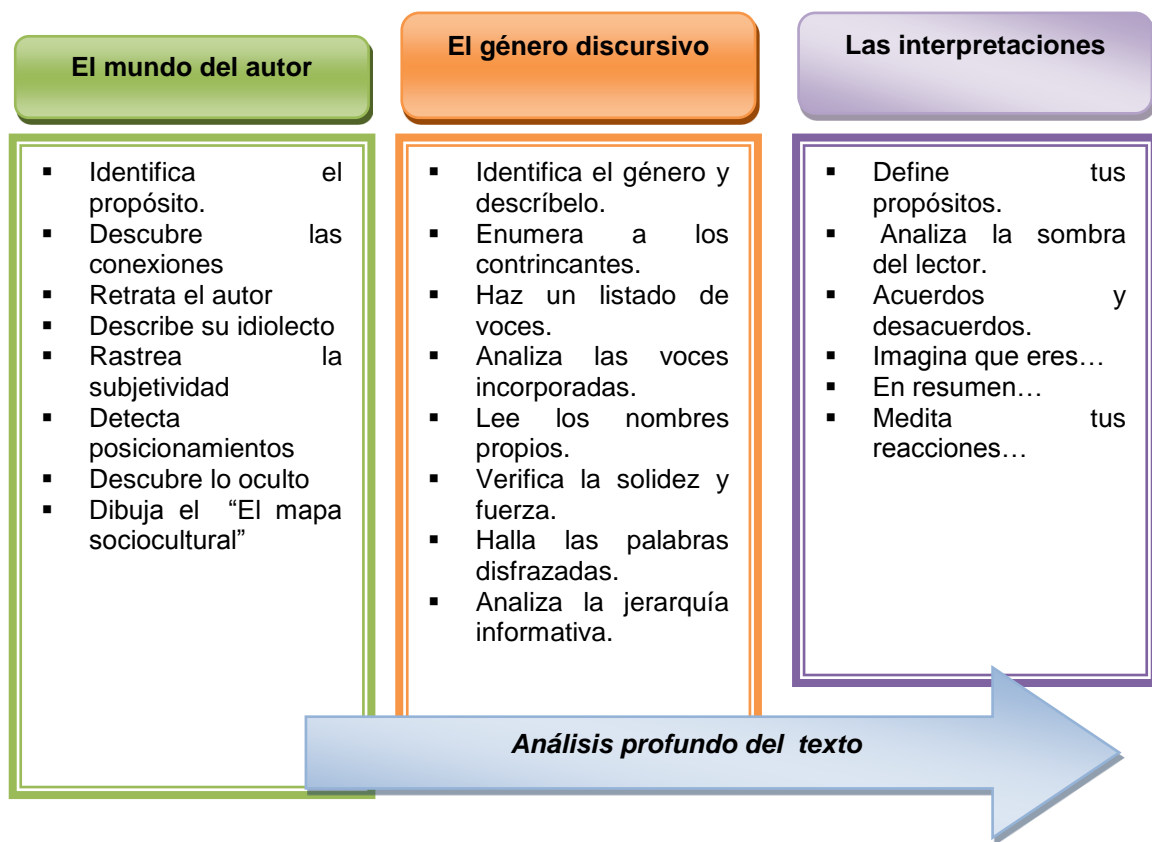 El mundo del autor
▪ Identifica el
propósito.
▪ Descubre las
conexiones
▪ Retrata el autor
▪ Describe su idiolecto
▪ Rastrea la
subjetividad
▪ Detecta
posicionamientos
▪ Descubre lo oculto
▪ Dibuja el “El mapa
sociocultural”
El género discursivo
▪ Identifica el género y
descríbelo.
▪ Enumera a los
contrincantes.
▪ Haz un listado de
voces.
▪ Analiza las voces
incorporadas.
▪ Lee los nombres
propios.
▪ Verifica la solidez y
fuerza.
▪ Halla las palabras
disfrazadas.
▪ Analiza la jerarquía
informativa.
Las interpretaciones
▪ Define tus
propósitos.
▪ Analiza la sombra
del lector.
▪ Acuerdos y
desacuerdos.
▪ Imagina que eres…
▪ En resumen…
▪ Medita tus
reacciones…
Análisis profundo del texto